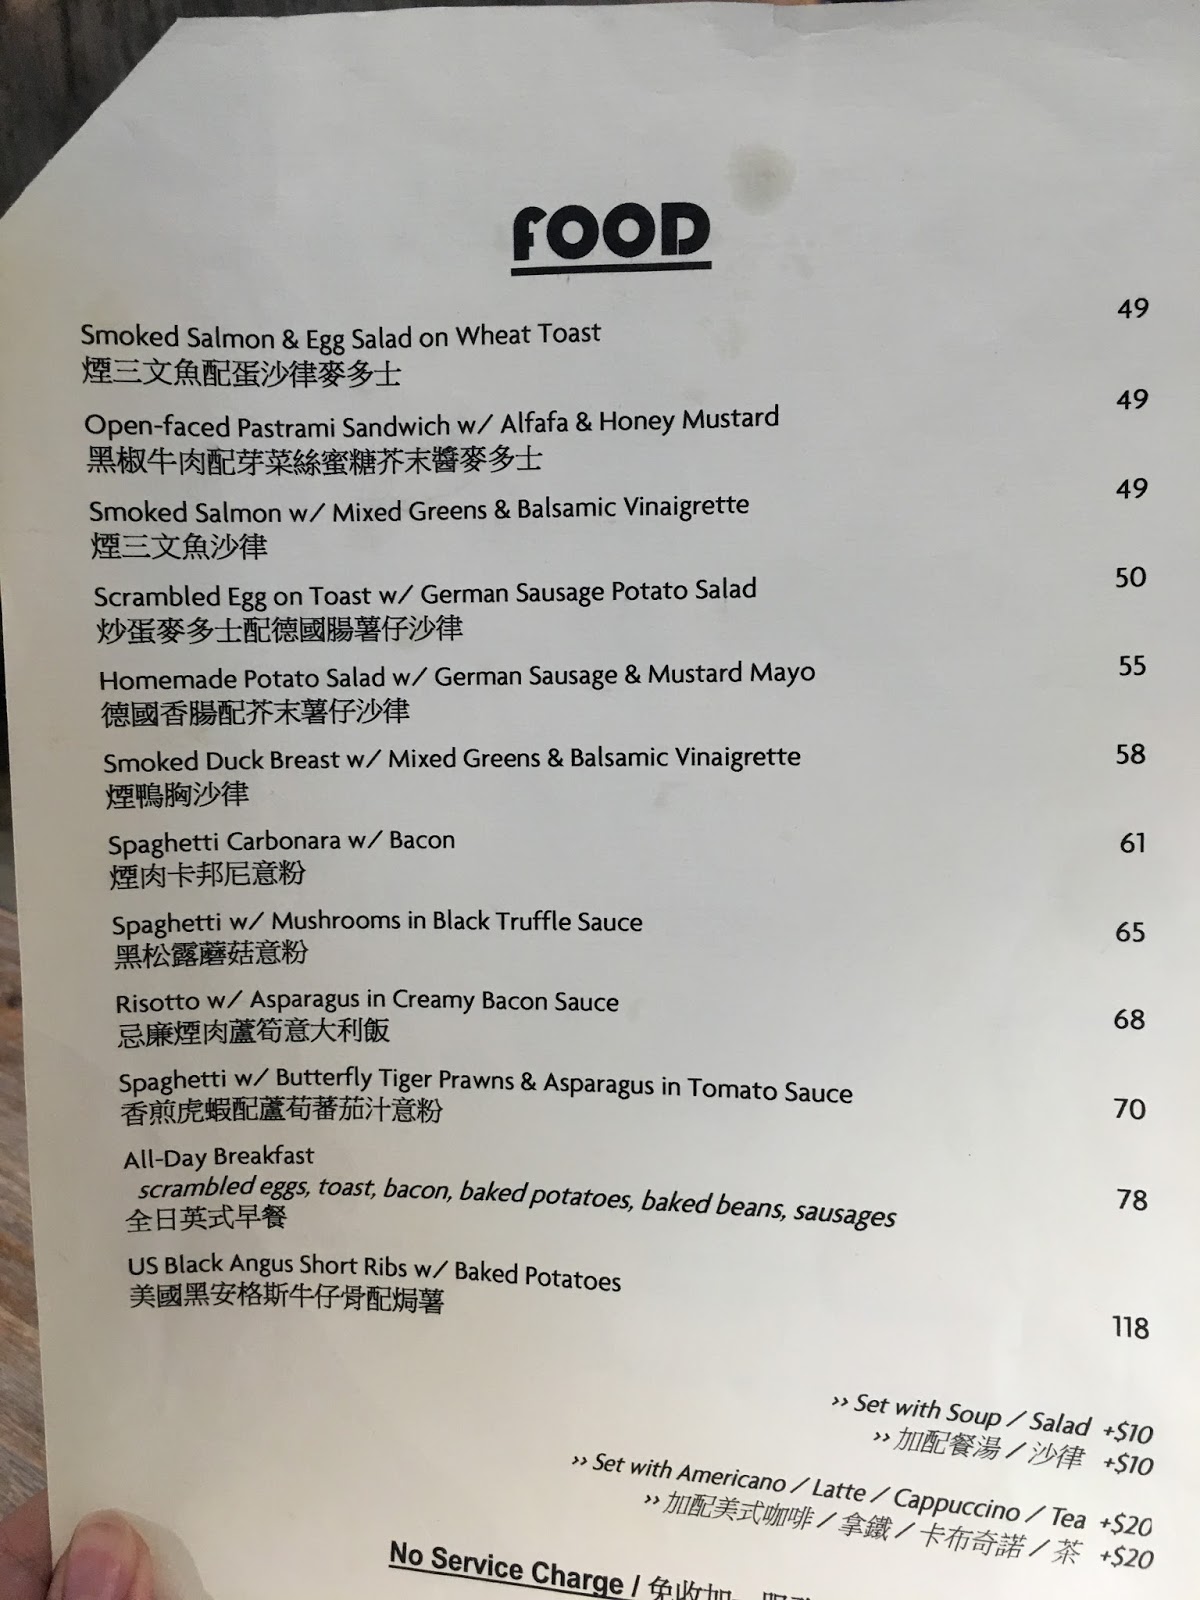 FOOD
Smoked Salmon & Egg Salad on Wheat Toast 49
煙三文魚配蛋沙律麥多士
Open-faced Pastrami Sandwich w/ Alfafa & Honey Mustard 49
黑椒牛肉配芽菜絲蜜糖芥末醬麥多士
Smoked Salmon w/ Mixed Greens & Balsamic Vinaigrette 49
煙三文魚沙律
Scrambled Egg on Toast w/ German Sausage Potato Salad 50
炒蛋麥多士配德國腸薯仔沙律
Homemade Potato Salad w/ German Sausage & Mustard Mayo 55
德國香腸配芥末薯仔沙律
Smoked Duck Breast w/ Mixed Greens & Balsamic Vinaigrette 58
煙鴨胸沙律
Spaghetti Carbonara w/ Bacon 61
煙肉卡邦尼意粉
Spaghetti w/ Mushrooms in Black Truffle Sauce 65
黑松露蘑菇意粉
Risotto w/ Asparagus in Creamy Bacon Sauce 68
忌廉煙肉蘆筍意大利飯
Spaghetti w/ Butterfly Tiger Prawns & Asparagus in Tomato Sauce 70
香煎虎蝦配蘆荀蕃茄汁意粉
All-Day Breakfast
scrambled eggs, toast, bacon, baked potatoes, baked beans, sausages 78
全日英式早餐
US Black Angus Short Ribs w/ Baked Potatoes
美國黑安格斯牛仔骨配焗薯 118
›› Set with Soup / Salad +$10
›› 加配餐湯 / 沙律 +$10
›› Set with Americano / Latte / Cappuccino / Tea +$20
›› 加配美式咖啡 / 拿鐵 / 卡布奇諾 / 茶 +$20
No Service Charge / 免收加一